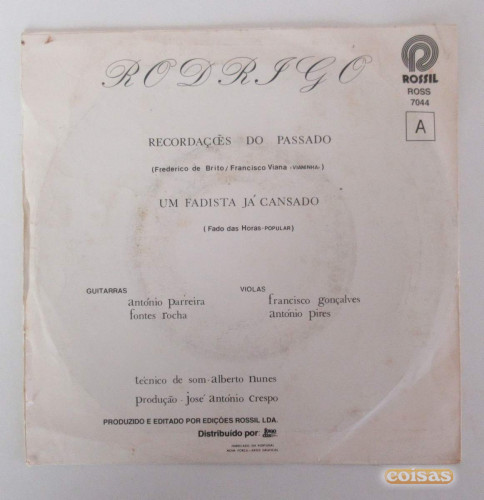 RODRIGO
ROSSIL
ROSS
7044
A
RECORDAÇÕES DO PASSADO
(Frederico de Brito/Francisco Viana
UM FADISTA JÁ CANSADO
(Fado das Horas-POPULAR)
GUITARRAS
antónio parreira
fontes rocha
VIOLAS
francisco gonçalves
antónio pires
técnico de som-alberto nunes
produção-José antónio crespo
PRODUZIDO E EDITADO POR EDIÇÕES ROSSIL LDA.
Distribuído por:
coisas